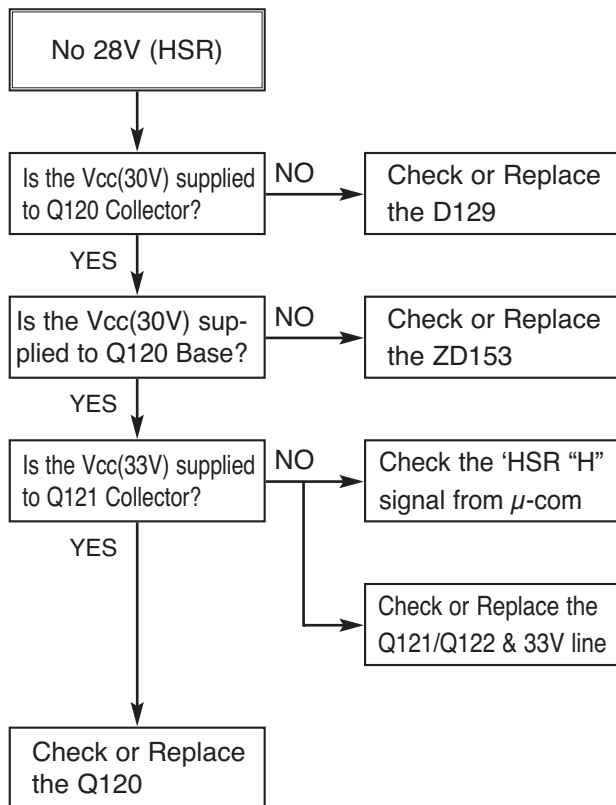 No 28V (HSR)
Is the Vcc(30V) supplied
to Q120 Collector?
NO
Check or Replace
the D129
YES
Is the Vcc(30V) sup-
plied to Q120 Base?
NO
Check or Replace
the ZD153
YES
Is the Vcc(33V) supplied
to Q121 Collector?
NO
Check the ‘HSR “H”
signal from µ-com
YES
Check or Replace the
Q121/Q122 & 33V line
Check or Replace
the Q120